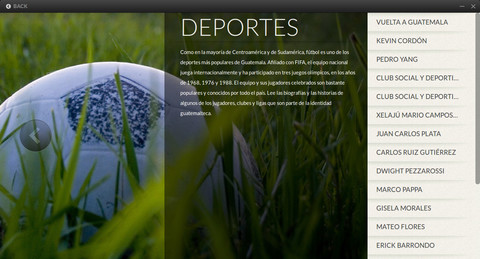 BACK
DEPORTES
Como en la mayoría de Centroamérica y de Sudamérica, fútbol es uno de los
deportes más populares de Guatemala. Afiliado con FIFA, el equipo nacional
juega internacionalmente y ha participado en tres juegos olímpicos, en los años
de 1968, 1976 y 1988. El equipo y sus jugadores celebrados son bastante
populares y conocidos por todo el país. Lee las biografías y las historias de
algunos de los jugadores, clubes y ligas que son parte de la identidad
guatemalteca.
VUELTA A GUATEMALA
KEVIN CORDÓN
PEDRO YANG
CLUB SOCIAL Y DEPORTI...
CLUB SOCIAL Y DEPORTI...
XELAJÚ MARIO CAMPOS...
JUAN CARLOS PLATA
CARLOS RUIZ GUTIÉRREZ
DWIGHT PEZZAROSSI
MARCO PAPPA
GISELA MORALES
MATEO FLORES
ERICK BARRONDO